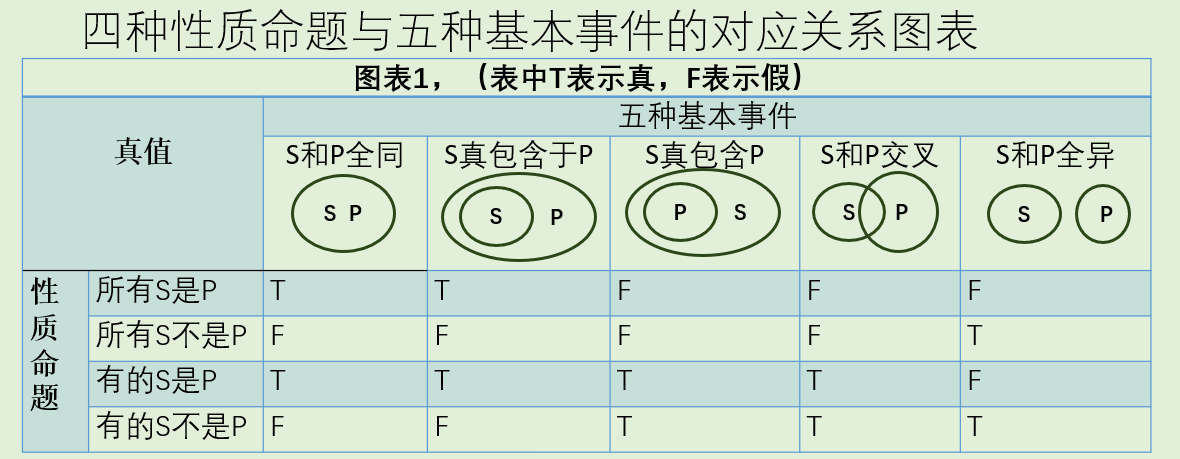 四种性质命题与五种基本事件的对应关系图表
图表1，（表中T表示真，F表示假）
真值
五种基本事件
S和P全同
S真包含于P
S真包含P
S和P交叉
S和P全异
S P
S P
P S
S P
S P
性质命题
所有S是P T T F F F
所有S不是P F F F F T
有的S是P T T T T F
有的S不是P F F T T T